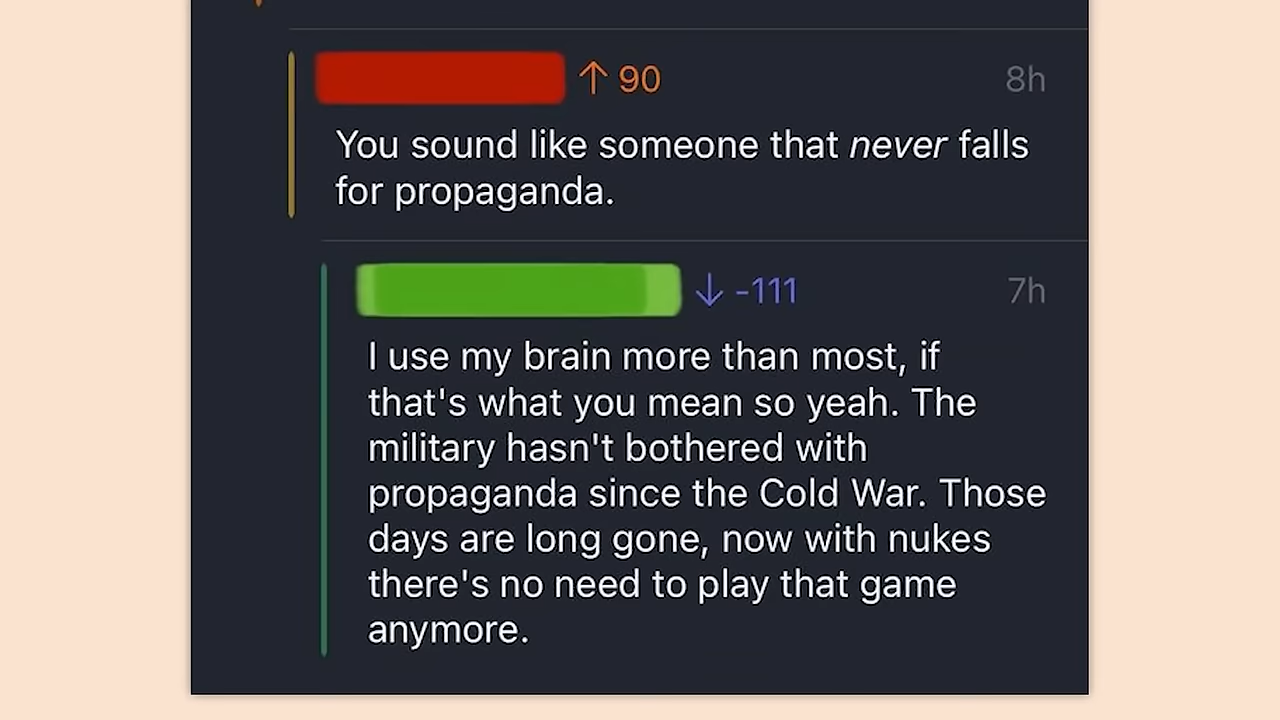 ↑ 90 8h
You sound like someone that never falls
for propaganda.
↓ -111 7h
I use my brain more than most, if
that's what you mean so yeah. The
military hasn't bothered with
propaganda since the Cold War. Those
days are long gone, now with nukes
there's no need to play that game
anymore.